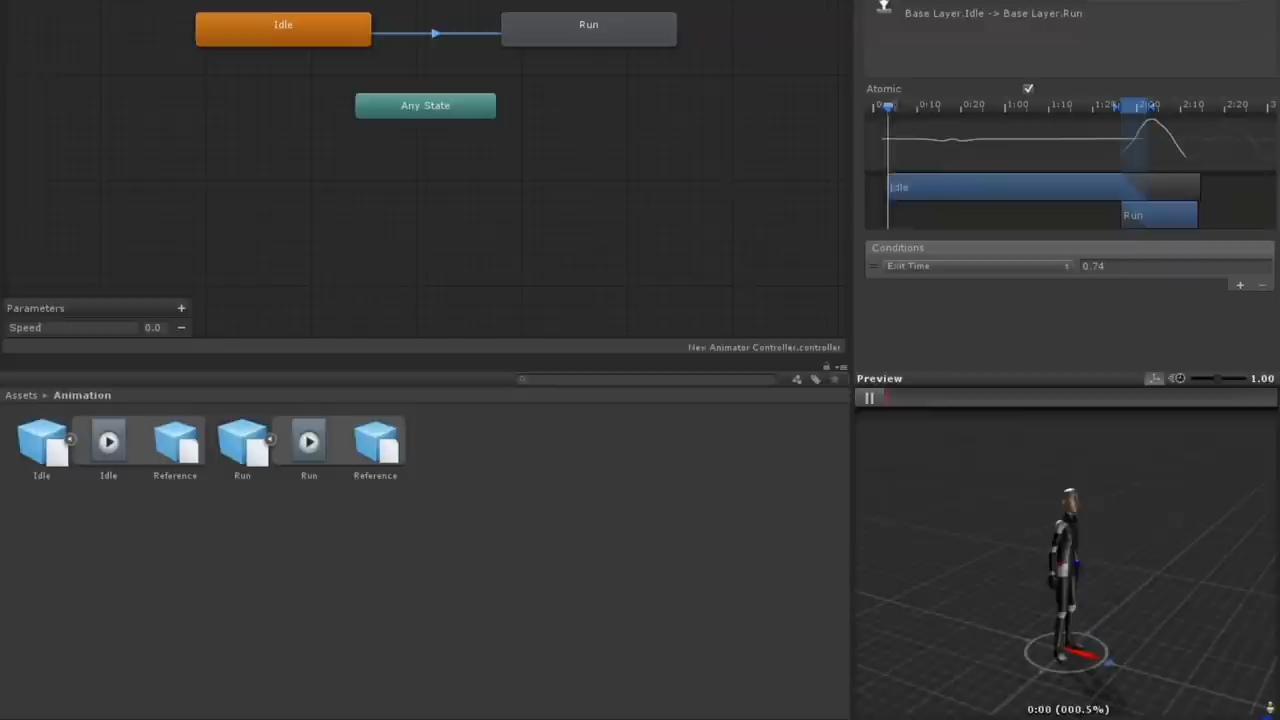 Idle
Run
Any State
Parameters
Speed 0.0
New Animator Controller.controller
Assets Animation
Idle
Idle
Reference
Run
Run
Reference
Base Layer.Idle -> Base Layer.Run
Atomic
0:10 0:20 1:00 1:10 2:00 2:10 2:20
Idle
Run
Conditions
Exit Time 0.74
Preview 1.00
0:00 (000.5%)